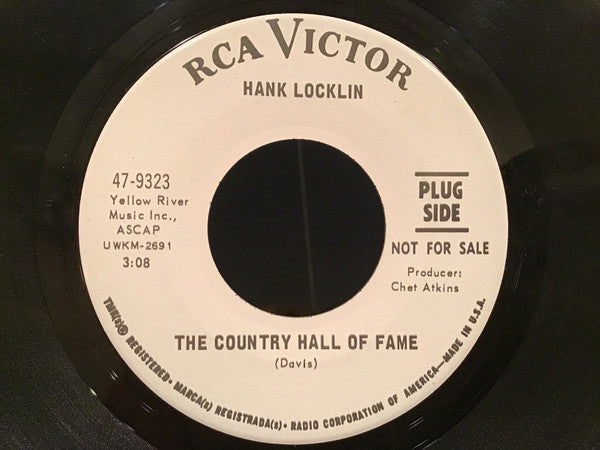 RCA VICTOR
HANK LOCKLIN
47-9323
Yellow River
Music Inc.,
ASCAP
UWKM-2691
3:08
PLUG
SIDE
NOT FOR SALE
Producer:
Chet Atkins
THE COUNTRY HALL OF FAME
(Davis)
TMK(s)® REGISTERED • MARCA(s) REGISTRADA(s) • RADIO CORPORATION OF AMERICA—MADE IN U.S.A.